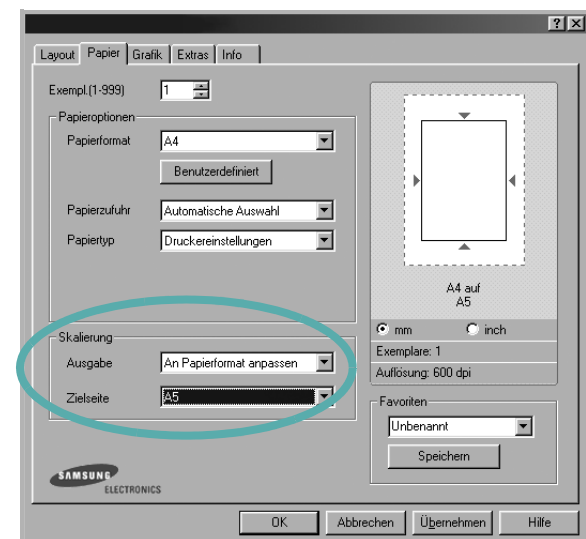 Layout Papier Grafik Extras Info
Exempl.(1-999) 1
Papieroptionen
Papierformat A4
Benutzerdefiniert
Papierzufuhr Automatische Auswahl
Papiertyp Druckereinstellungen
A4 auf
A5
mm inch
Exemplare: 1
Auflösung: 600 dpi
Skalierung
Ausgabe An Papierformat anpassen
Zielseite A5
Favoriten
Unbenannt
Speichern
SAMSUNG
ELECTRONICS
OK Abbrechen Übernehmen Hilfe